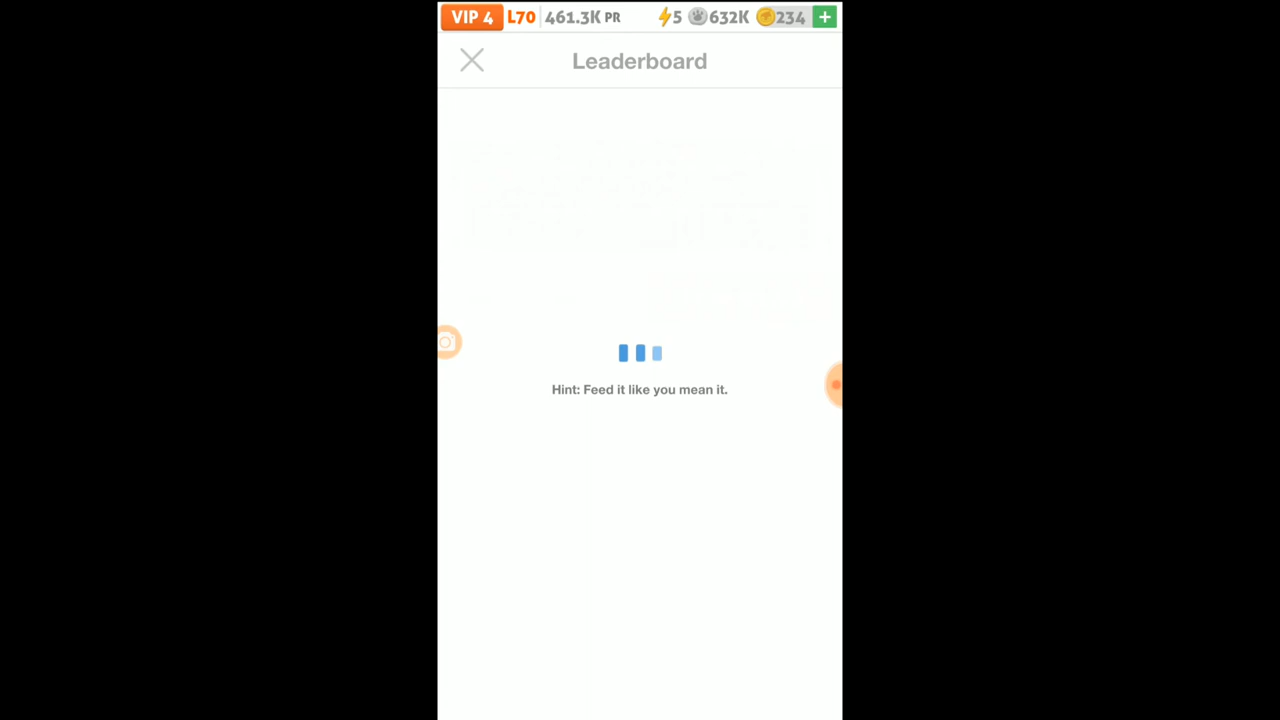 VIP 4 L70 461.3K PR 5 632K 234 +
Leaderboard
Hint: Feed it like you mean it.